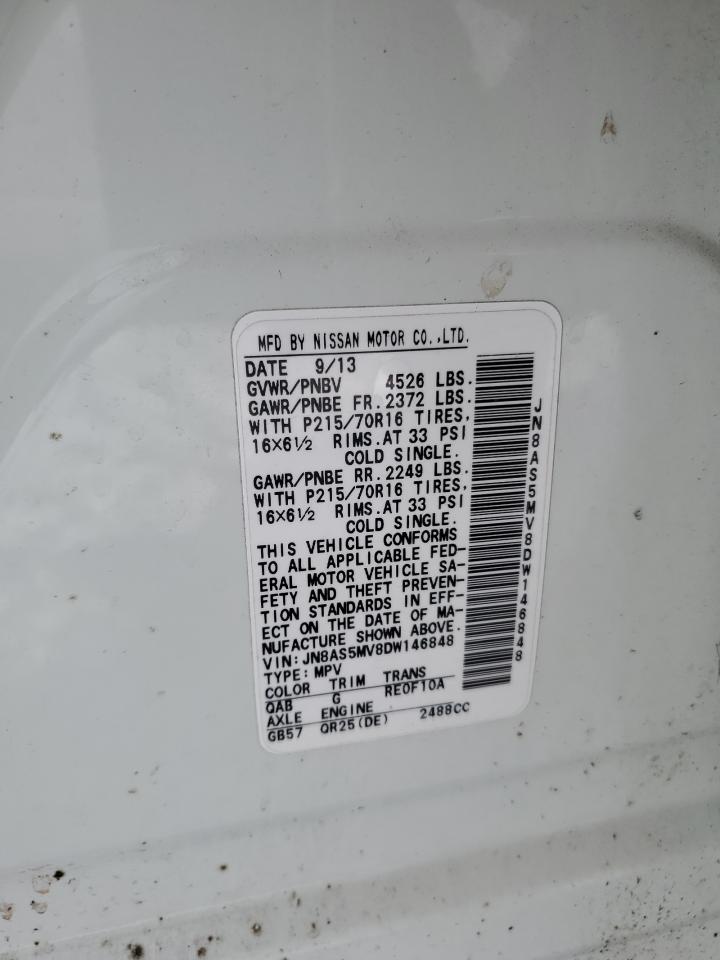 MFD BY NISSAN MOTOR CO.,LTD.
DATE 9/13
GVWR/PNBV 4526 LBS.
GAWR/PNBE FR. 2372 LBS.
WITH P215/70R16 TIRES,
16X6½ RIMS.AT 33 PSI
COLD SINGLE.
GAWR/PNBE RR. 2249 LBS.
WITH P215/70R16 TIRES,
16X6½ RIMS.AT 33 PSI
COLD SINGLE.
THIS VEHICLE CONFORMS
TO ALL APPLICABLE FED-
ERAL MOTOR VEHICLE SA-
FETY AND THEFT PREVEN-
TION STANDARDS IN EFF-
ECT ON THE DATE OF MA-
NUFACTURE SHOWN ABOVE.
VIN: JN8AS5MV8DW146848
TYPE: MPV
COLOR TRIM TRANS
QAB G RE0F10A
AXLE ENGINE
GB57 QR25(DE) 2488CC
JN8AS5MV8DW146848